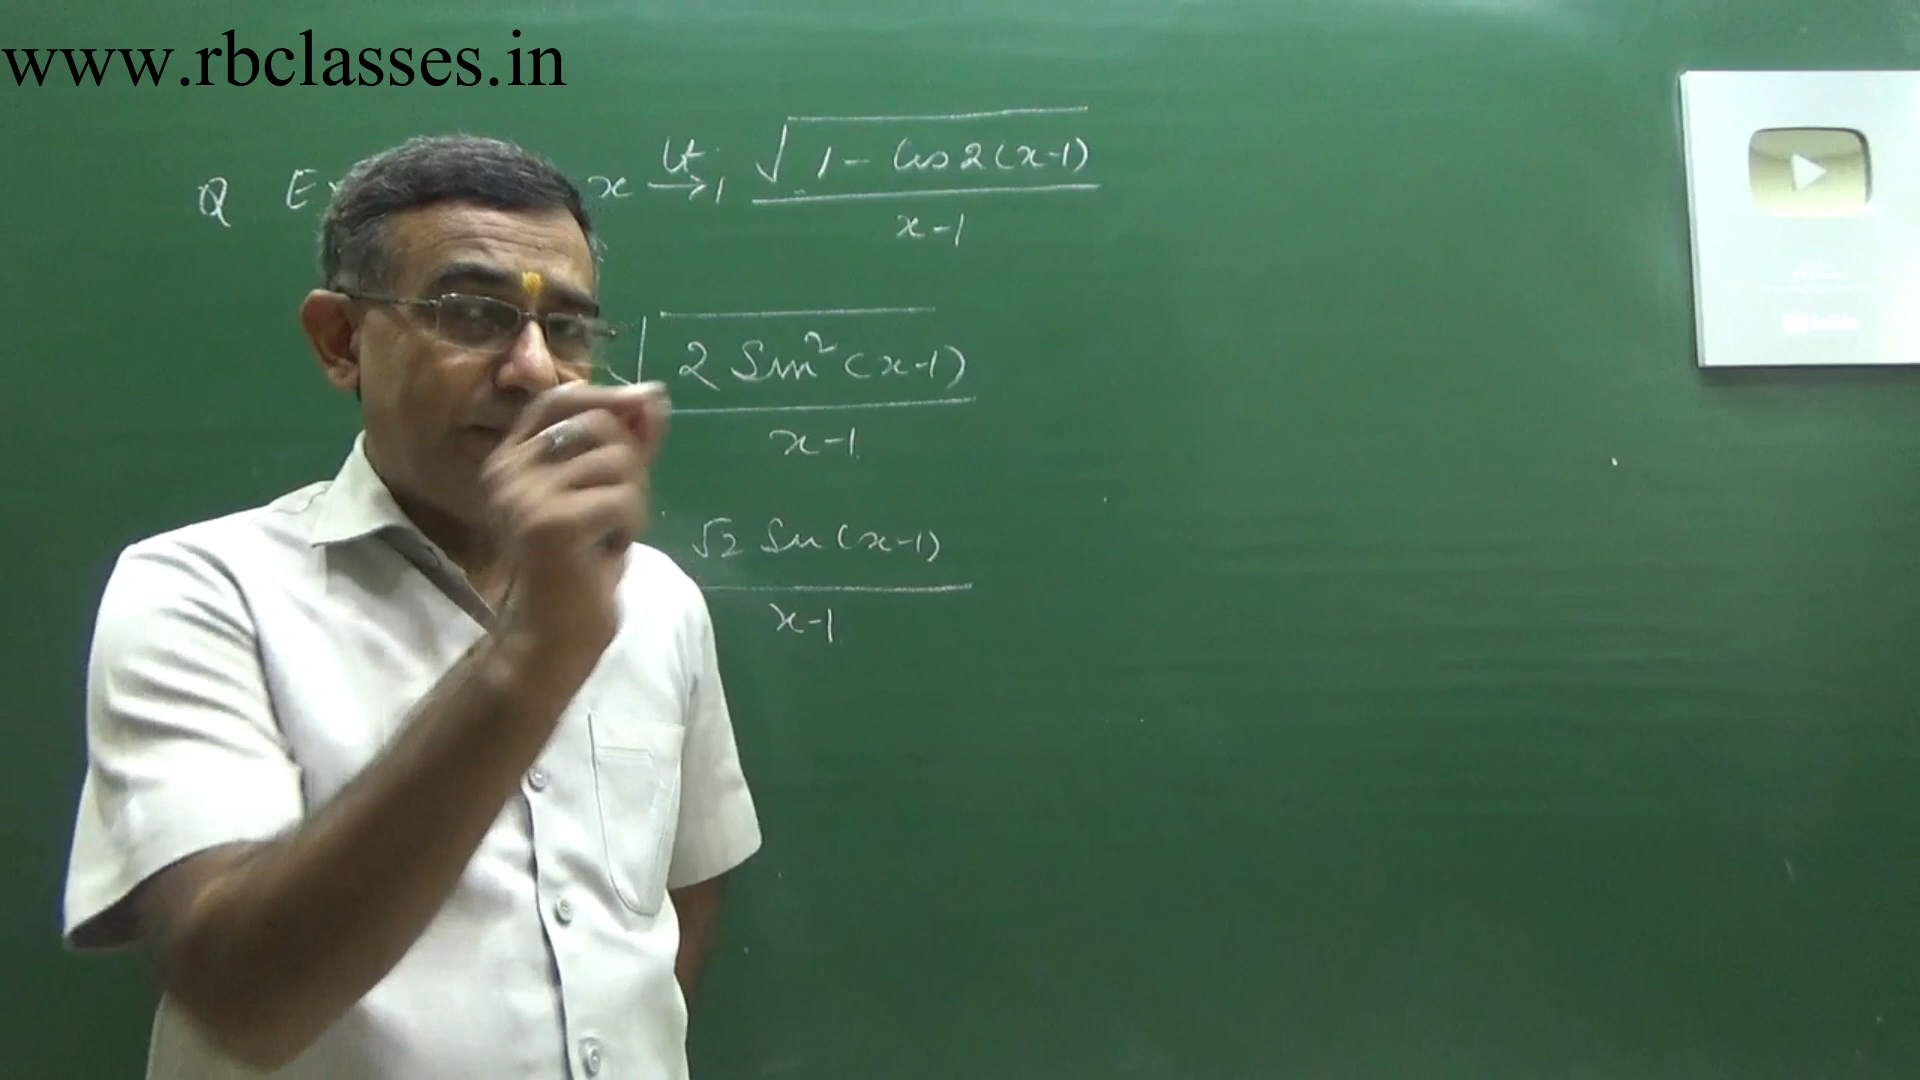 www.rbclasses.in
Q x Lt →1 √1 - Cos 2(x-1)
x-1
√2 Sin²(x-1)
x-1
√2 Sin(x-1)
x-1